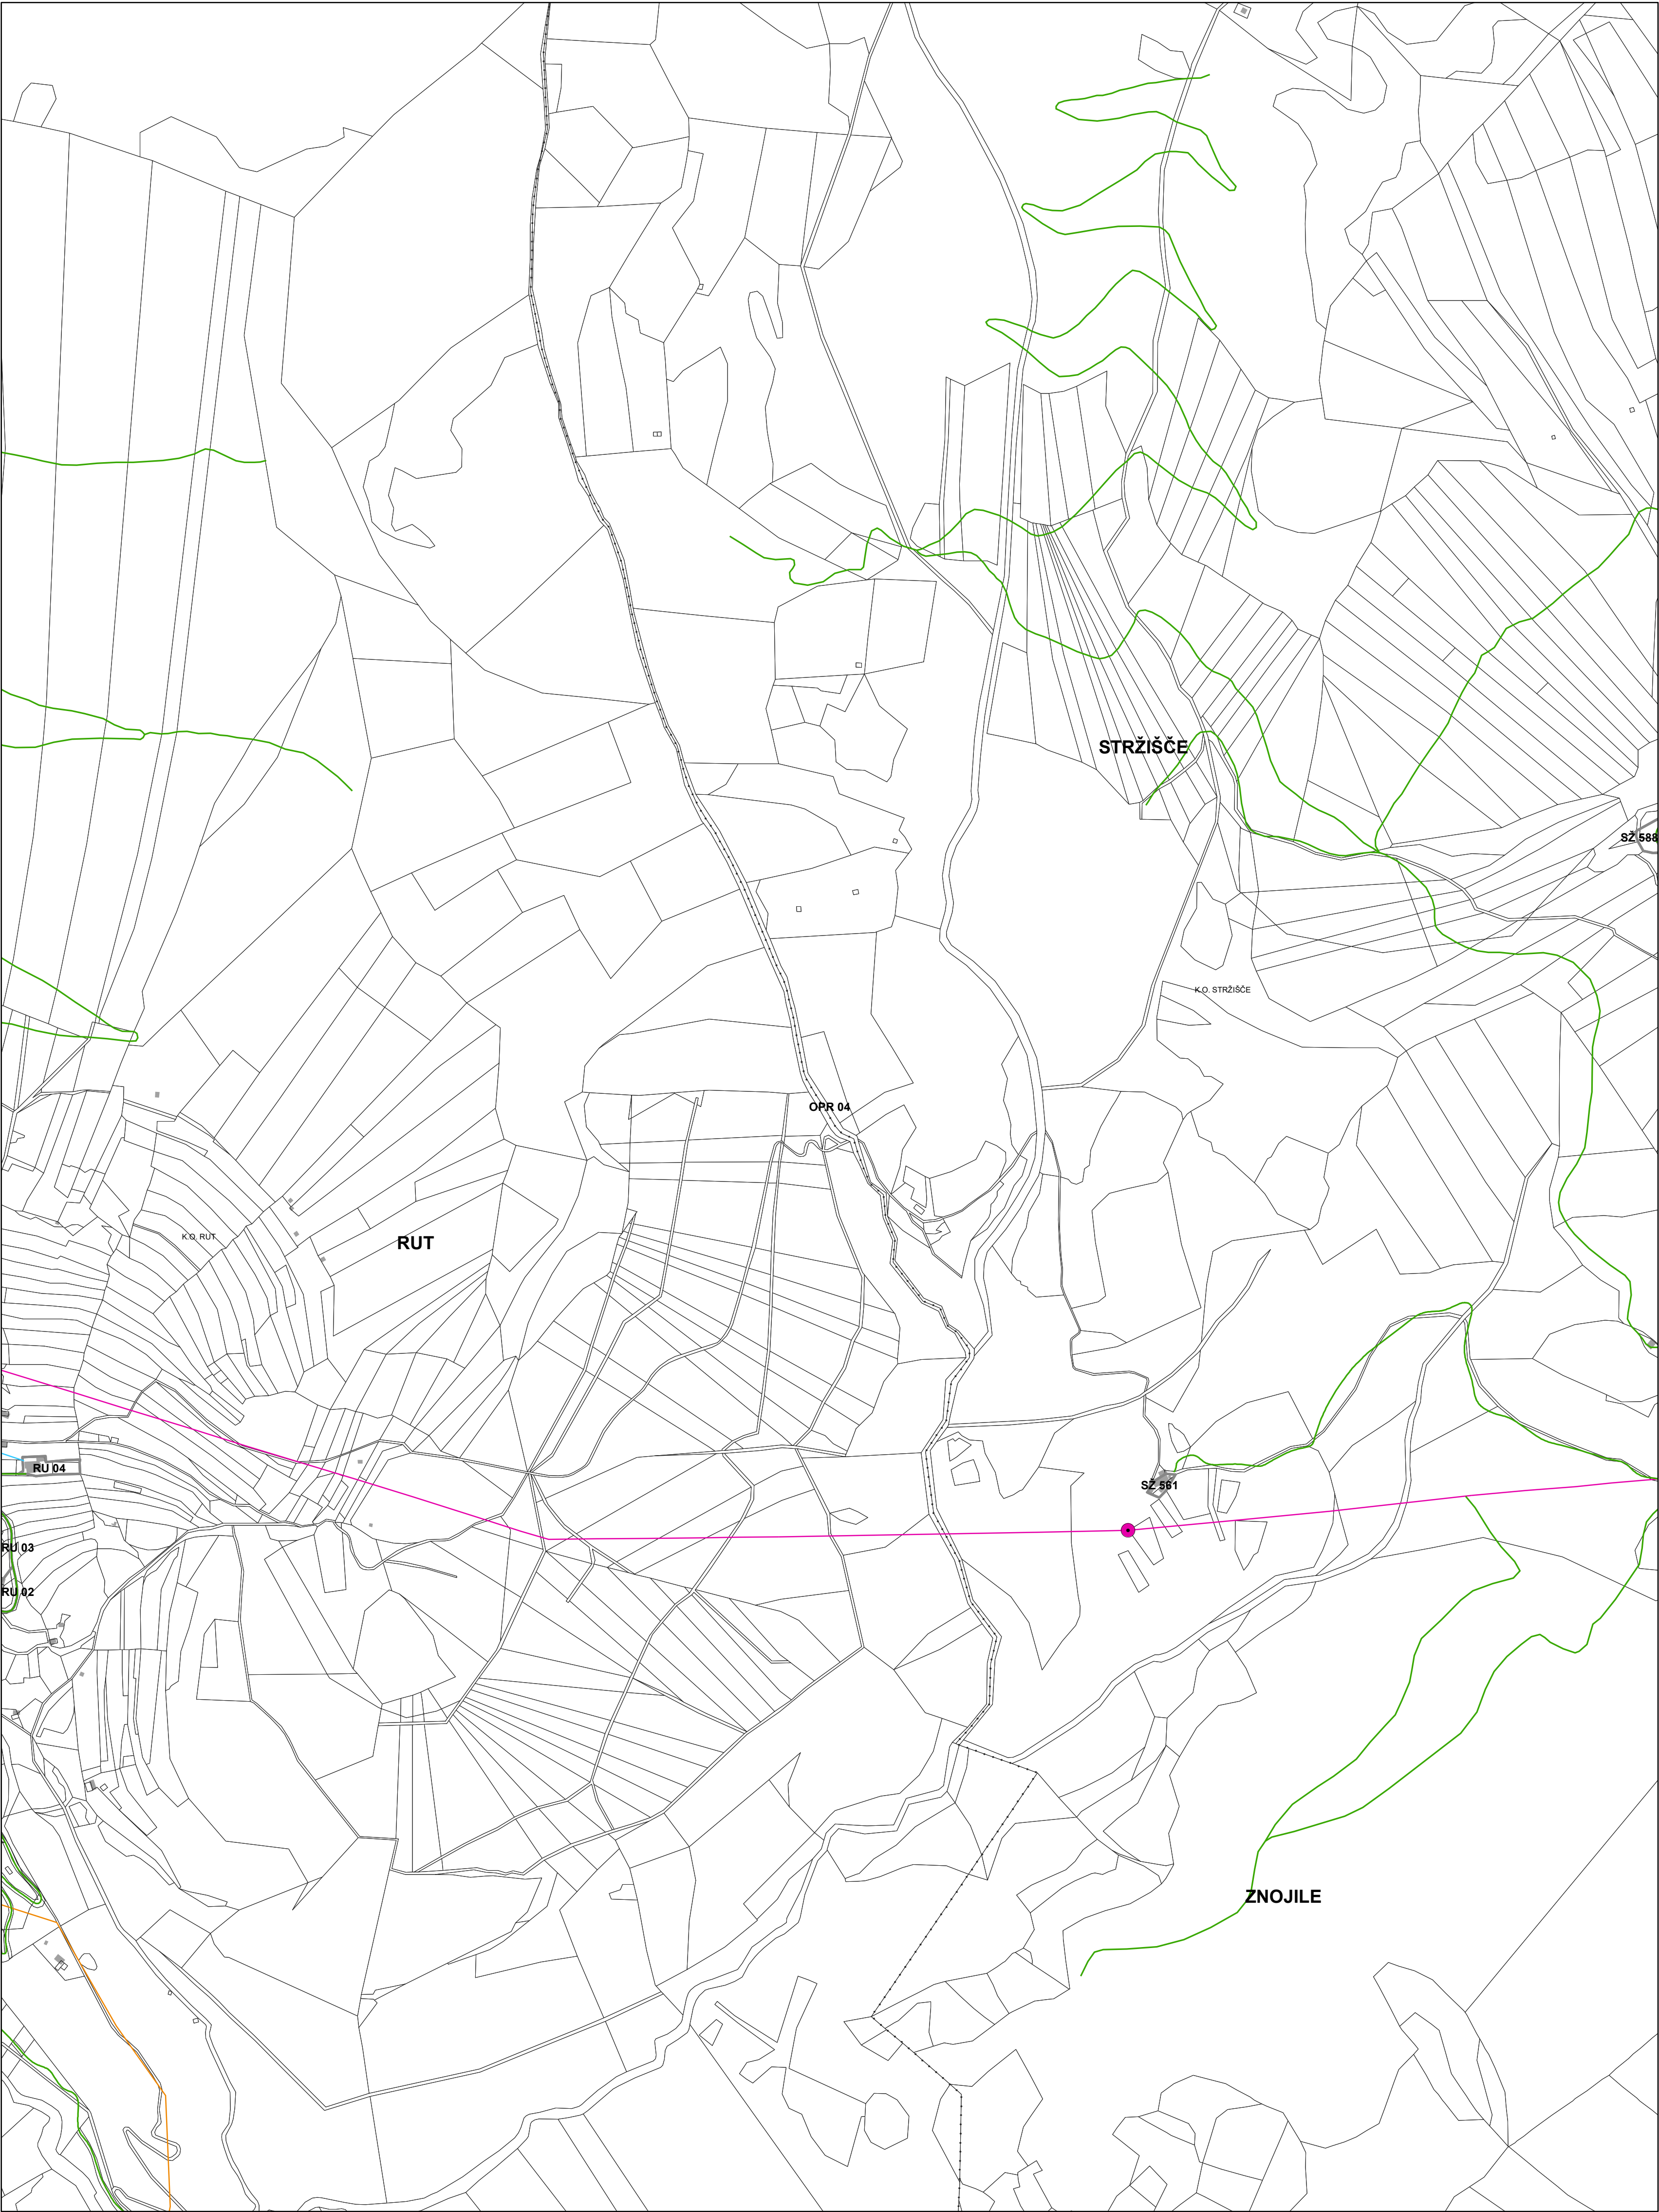 STRŽIŠČE
SŽ 588
K.O. STRŽIŠČE
OPR 04
K.O. RUT
RUT
RU 04
SŽ 561
RU 03
RU 02
ZNOJILE